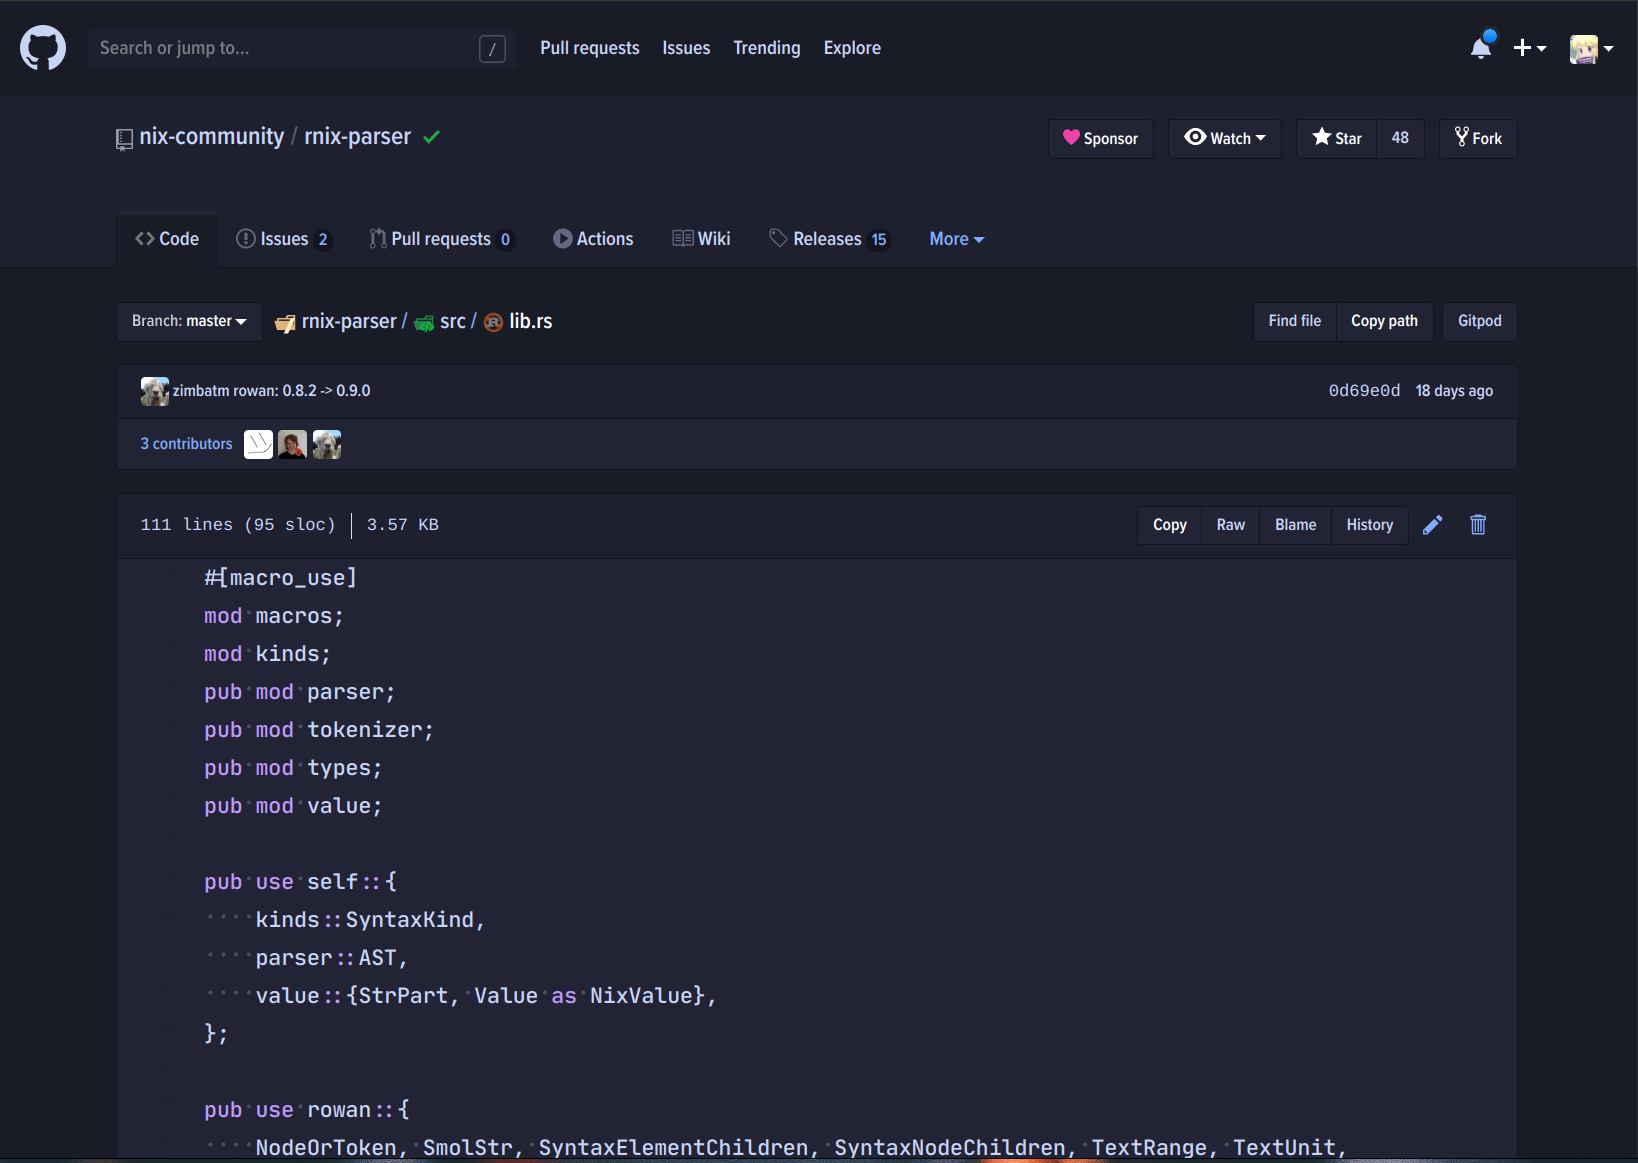 Search or jump to... / Pull requests Issues Trending Explore
nix-community / rnix-parser Sponsor Watch Star 48 Fork
Code Issues 2 Pull requests 0 Actions Wiki Releases 15 More
Branch: master rnix-parser / src / lib.rs Find file Copy path Gitpod
zimbatm rowan: 0.8.2 -> 0.9.0 0d69e0d 18 days ago
3 contributors
111 lines (95 sloc) 3.57 KB Copy Raw Blame History
#[macro_use]
mod macros;
mod kinds;
pub mod parser;
pub mod tokenizer;
pub mod types;
pub mod value;
pub use self::{
kinds::SyntaxKind,
parser::AST,
value::{StrPart, Value as NixValue},
};
pub use rowan::{
NodeOrToken, SmolStr, SyntaxElementChildren, SyntaxNodeChildren, TextRange, TextUnit,